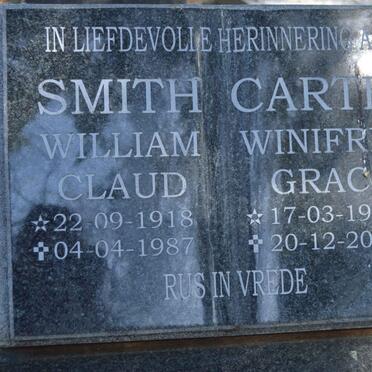 IN LIEFDEVOLLE HERINNERING A
SMITH CART
WILLIAM WINIFR
CLAUD GRAC
☆22-09-1918 ☆17-03-19
✞04-04-1987 ✞20-12-20
RUS IN VREDE